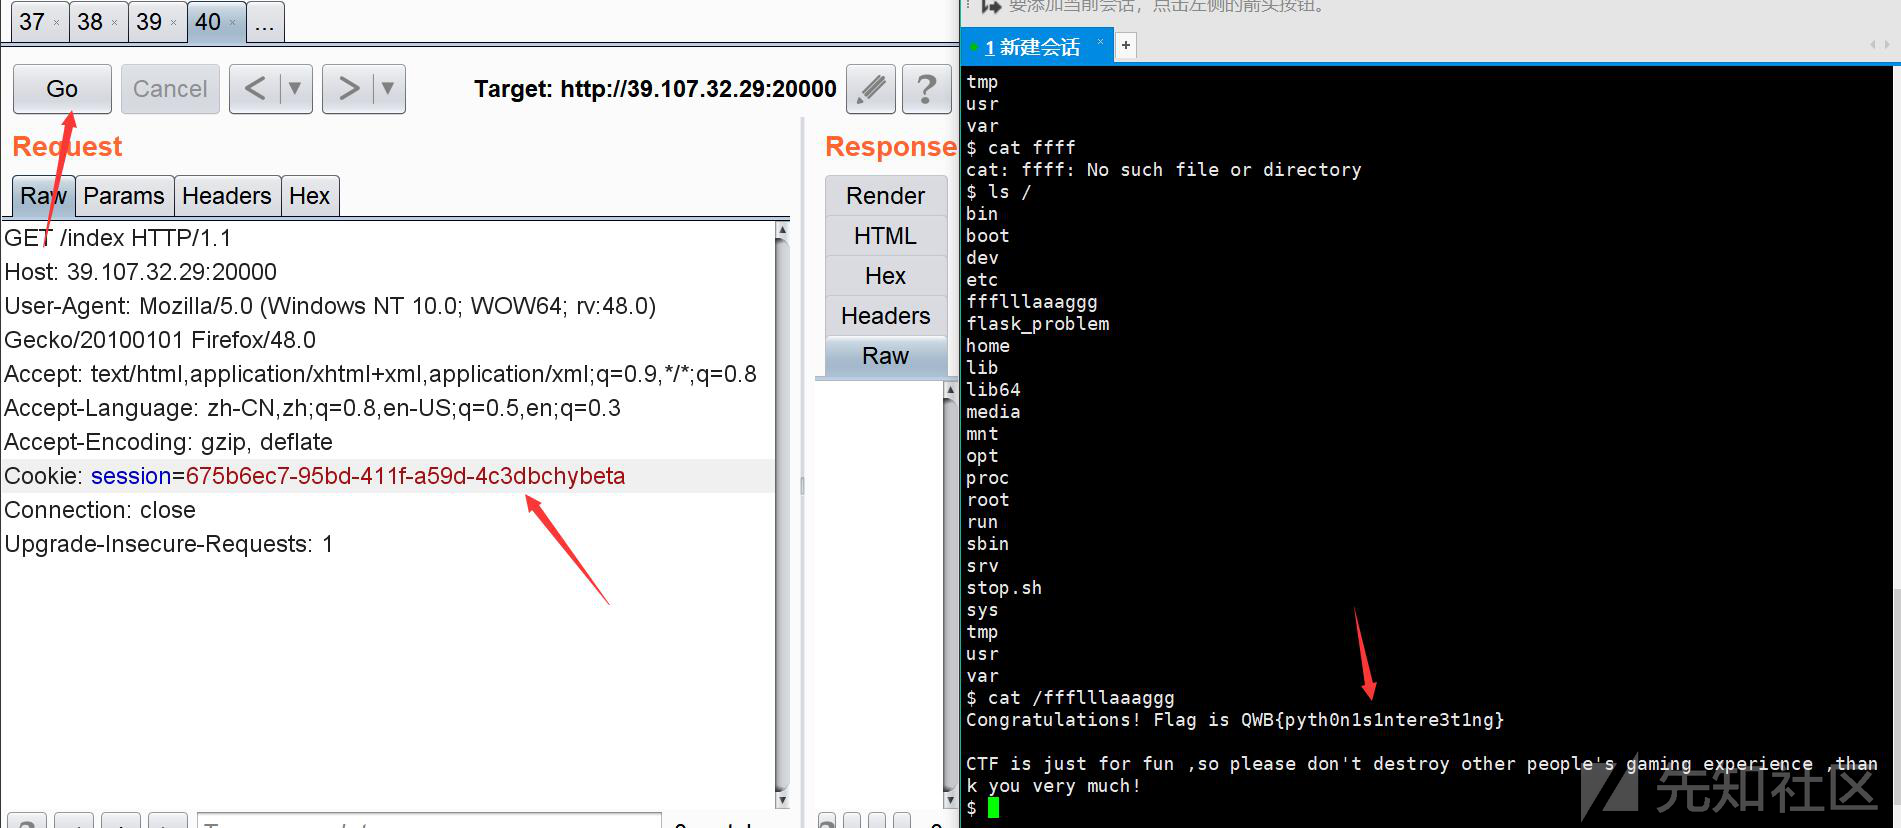 37 × 38 × 39 × 40 × ...
Go Cancel < ▼ > ▼ Target: http://39.107.32.29:20000 ?
Request
Raw Params Headers Hex
GET /index HTTP/1.1
Host: 39.107.32.29:20000
User-Agent: Mozilla/5.0 (Windows NT 10.0; WOW64; rv:48.0)
Gecko/20100101 Firefox/48.0
Accept: text/html,application/xhtml+xml,application/xml;q=0.9,*/*;q=0.8
Accept-Language: zh-CN,zh;q=0.8,en-US;q=0.5,en;q=0.3
Accept-Encoding: gzip, deflate
Cookie: session=675b6ec7-95bd-411f-a59d-4c3dbchybeta
Connection: close
Upgrade-Insecure-Requests: 1
Response
Render
HTML
Hex
Headers
Raw
要添加当前会话，点击左侧的箭头按钮。
1 新建会话 × +
tmp
usr
var
$ cat ffff
cat: ffff: No such file or directory
$ ls /
bin
boot
dev
etc
fffllllaaaggg
flask_problem
home
lib
lib64
media
mnt
opt
proc
root
run
sbin
srv
stop.sh
sys
tmp
usr
var
$ cat /ffflllaaaggg
Congratulations! Flag is QWB{pyth0n1s1ntere3t1ng}
CTF is just for fun ,so please don't destroy other people's gaming experience ,than
k you very much!
$
先知社区